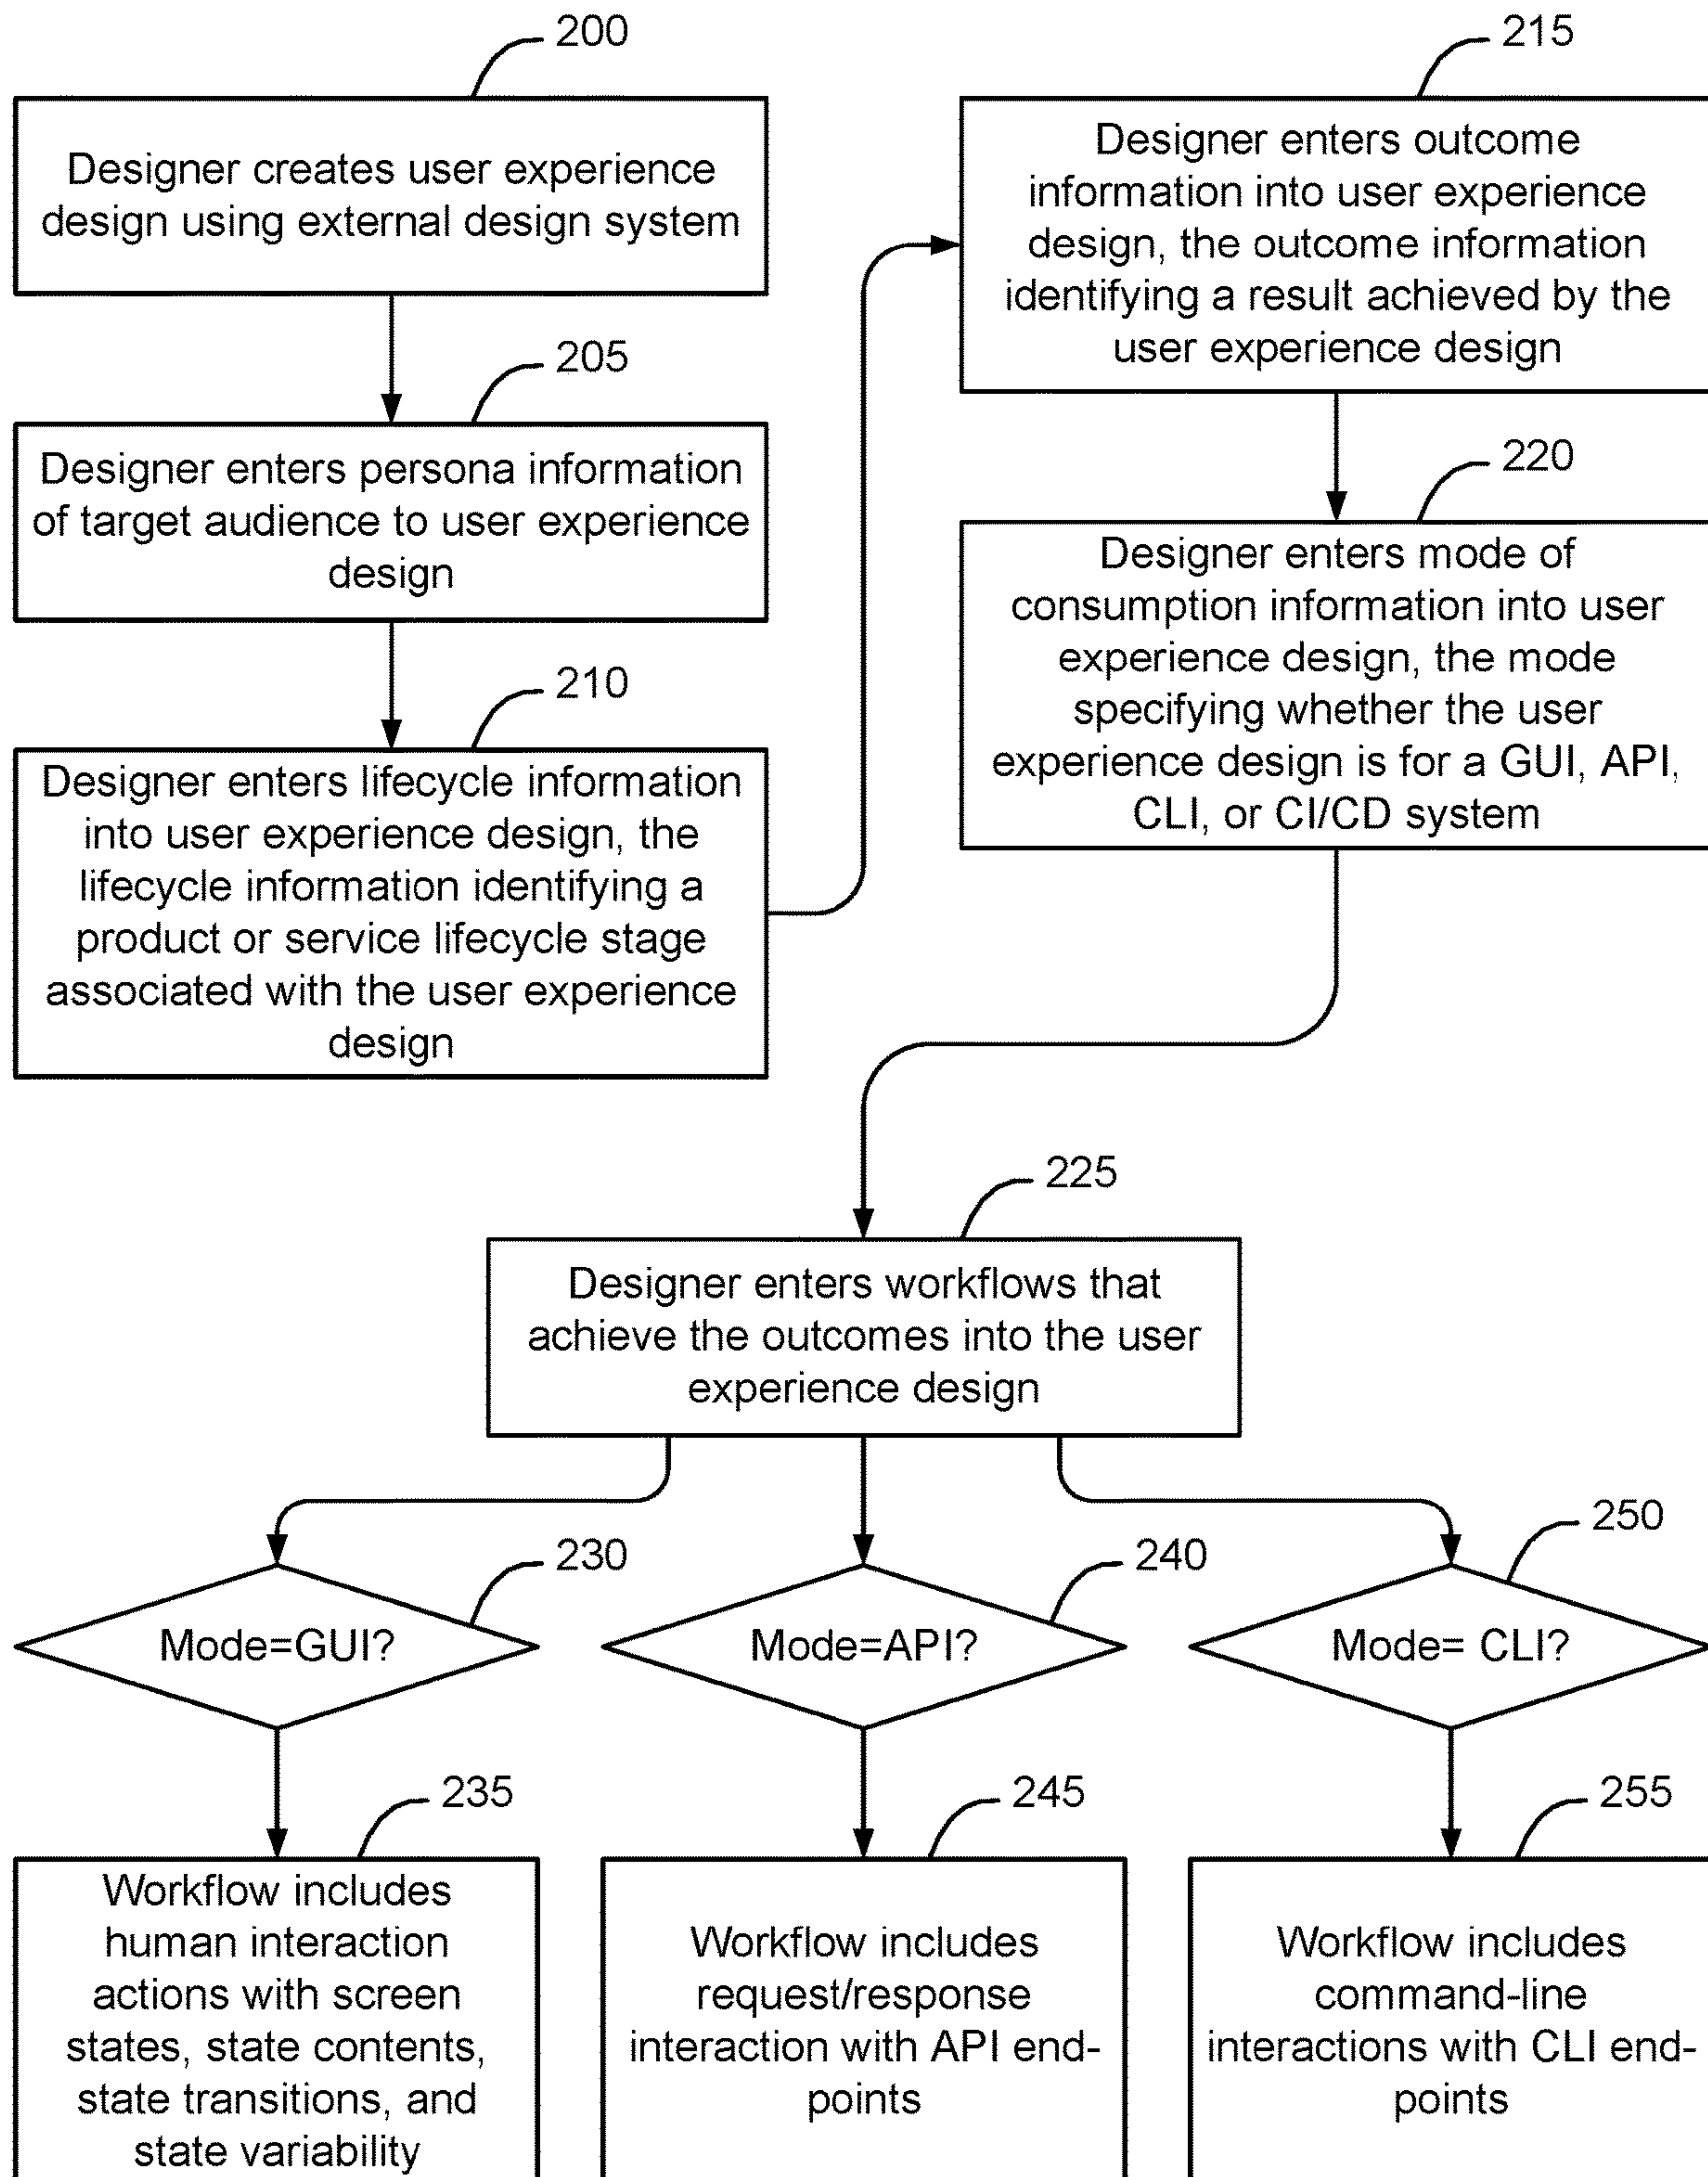 200
Designer creates user experience
design using external design system
205
Designer enters persona information
of target audience to user experience
design
210
Designer enters lifecycle information
into user experience design, the
lifecycle information identifying a
product or service lifecycle stage
associated with the user experience
design
215
Designer enters outcome
information into user experience
design, the outcome information
identifying a result achieved by the
user experience design
220
Designer enters mode of
consumption information into user
experience design, the mode
specifying whether the user
experience design is for a GUI, API,
CLI, or CI/CD system
225
Designer enters workflows that
achieve the outcomes into the user
experience design
230
Mode=GUI?
235
Workflow includes
human interaction
actions with screen
states, state contents,
state transitions, and
state variability
240
Mode=API?
245
Workflow includes
request/response
interaction with API end-
points
250
Mode= CLI?
255
Workflow includes
command-line
interactions with CLI end-
points